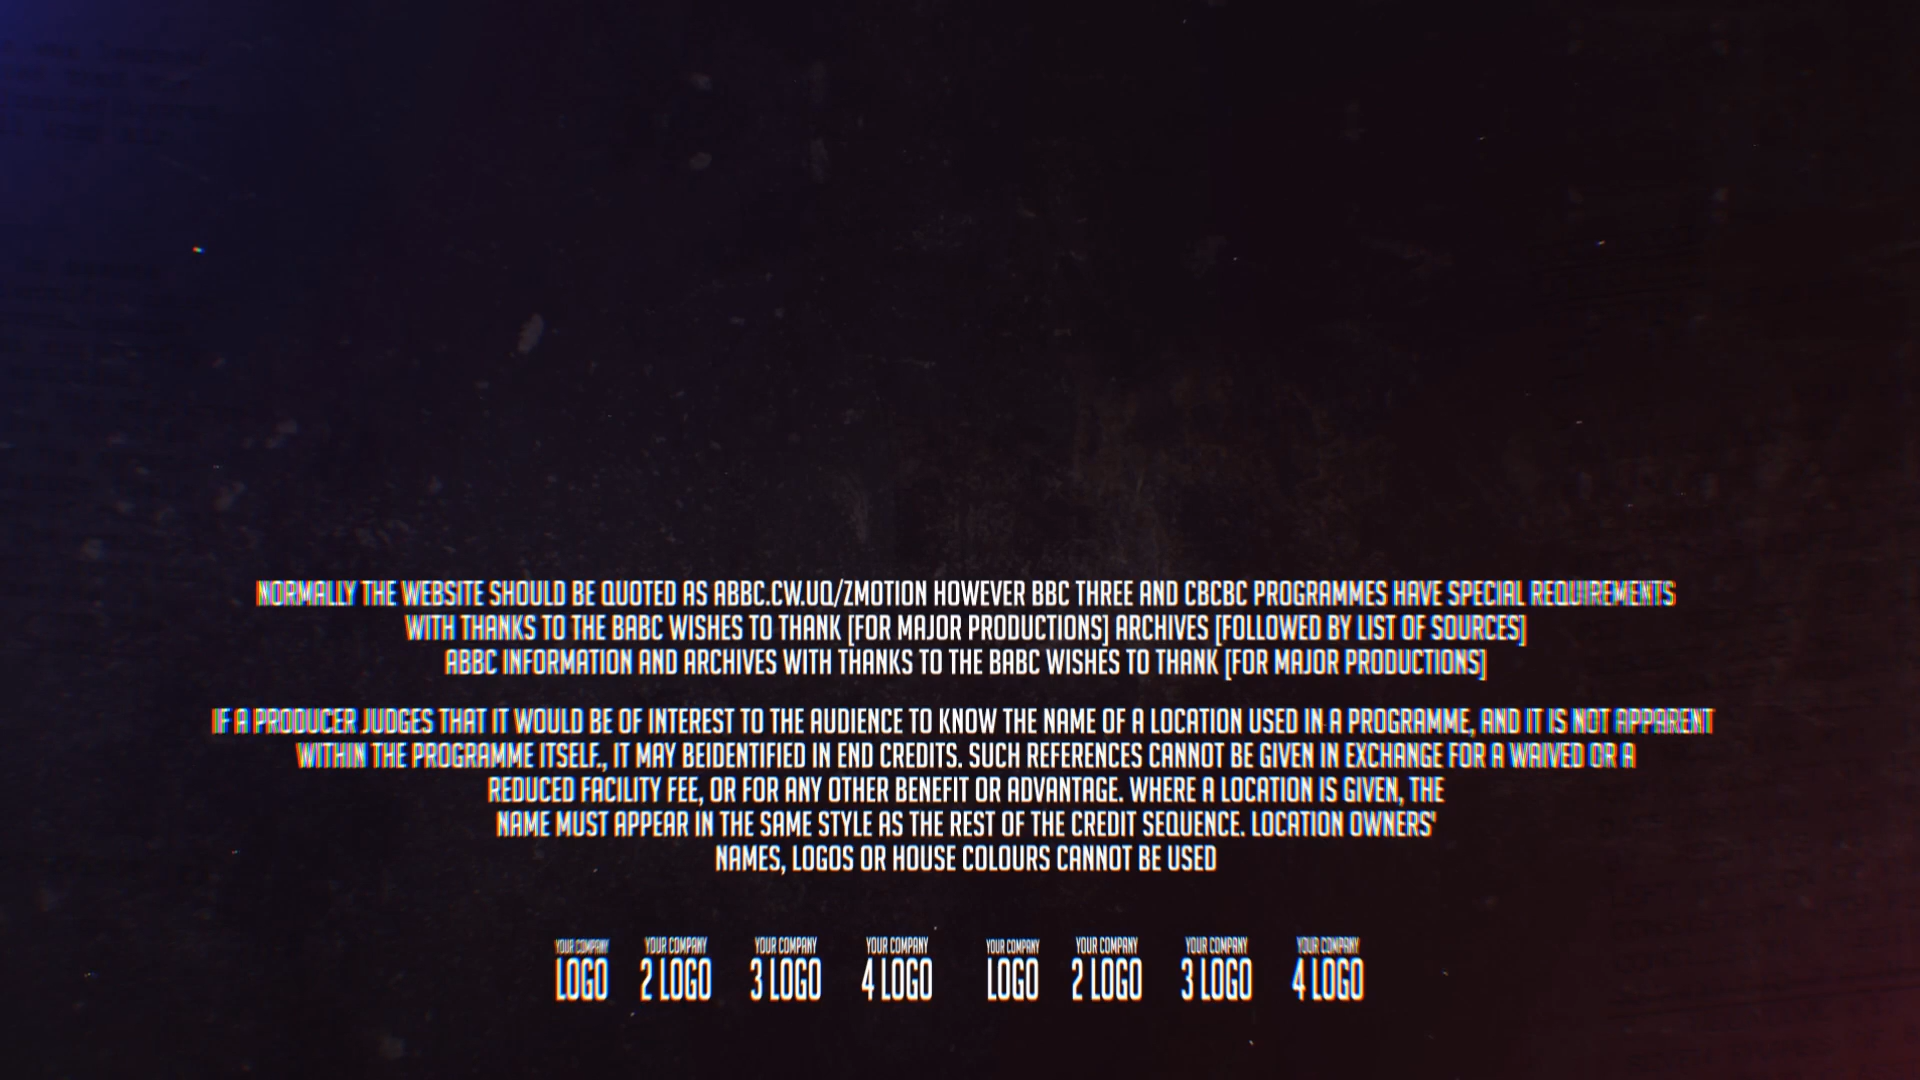 NORMALLY THE WEBSITE SHOULD BE QUOTED AS ABBC.CW.UQ/ZMOTION HOWEVER BBC THREE AND CBCBC PROGRAMMES HAVE SPECIAL REQUIREMENTS
WITH THANKS TO THE BABC WISHES TO THANK [FOR MAJOR PRODUCTIONS] ARCHIVES [FOLLOWED BY LIST OF SOURCES]
ABBC INFORMATION AND ARCHIVES WITH THANKS TO THE BABC WISHES TO THANK [FOR MAJOR PRODUCTIONS]
IF A PRODUCER JUDGES THAT IT WOULD BE OF INTEREST TO THE AUDIENCE TO KNOW THE NAME OF A LOCATION USED IN A PROGRAMME, AND IT IS NOT APPARENT
WITHIN THE PROGRAMME ITSELF., IT MAY BEIDENTIFIED IN END CREDITS. SUCH REFERENCES CANNOT BE GIVEN IN EXCHANGE FOR A WAIVED OR A
REDUCED FACILITY FEE, OR FOR ANY OTHER BENEFIT OR ADVANTAGE. WHERE A LOCATION IS GIVEN, THE
NAME MUST APPEAR IN THE SAME STYLE AS THE REST OF THE CREDIT SEQUENCE. LOCATION OWNERS'
NAMES, LOGOS OR HOUSE COLOURS CANNOT BE USED
YOUR COMPANY YOUR COMPANY YOUR COMPANY YOUR COMPANY YOUR COMPANY YOUR COMPANY YOUR COMPANY YOUR COMPANY
LOGO 2 LOGO 3 LOGO 4 LOGO LOGO 2 LOGO 3 LOGO 4 LOGO